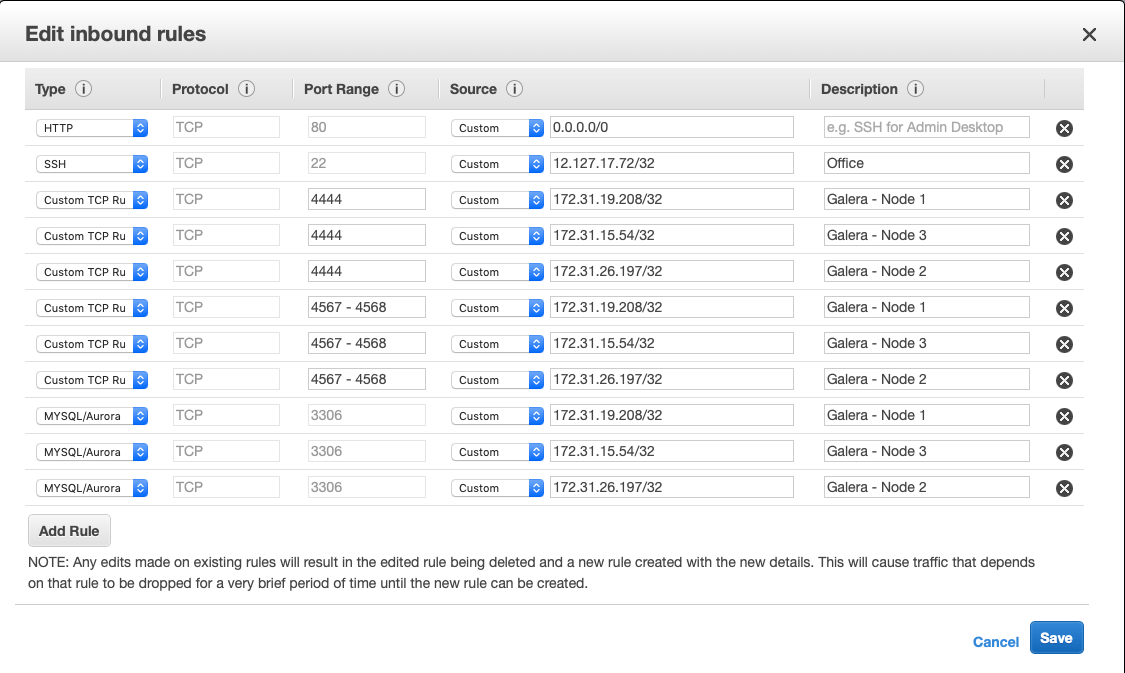 Edit inbound rules
Type Protocol Port Range Source Description
HTTP TCP 80 Custom 0.0.0.0/0 e.g. SSH for Admin Desktop
SSH TCP 22 Custom 12.127.17.72/32 Office
Custom TCP Ru TCP 4444 Custom 172.31.19.208/32 Galera - Node 1
Custom TCP Ru TCP 4444 Custom 172.31.15.54/32 Galera - Node 3
Custom TCP Ru TCP 4444 Custom 172.31.26.197/32 Galera - Node 2
Custom TCP Ru TCP 4567 - 4568 Custom 172.31.19.208/32 Galera - Node 1
Custom TCP Ru TCP 4567 - 4568 Custom 172.31.15.54/32 Galera - Node 3
Custom TCP Ru TCP 4567 - 4568 Custom 172.31.26.197/32 Galera - Node 2
MYSQL/Aurora TCP 3306 Custom 172.31.19.208/32 Galera - Node 1
MYSQL/Aurora TCP 3306 Custom 172.31.15.54/32 Galera - Node 3
MYSQL/Aurora TCP 3306 Custom 172.31.26.197/32 Galera - Node 2
Add Rule
NOTE: Any edits made on existing rules will result in the edited rule being deleted and a new rule created with the new details. This will cause traffic that depends
on that rule to be dropped for a very brief period of time until the new rule can be created.
Cancel Save